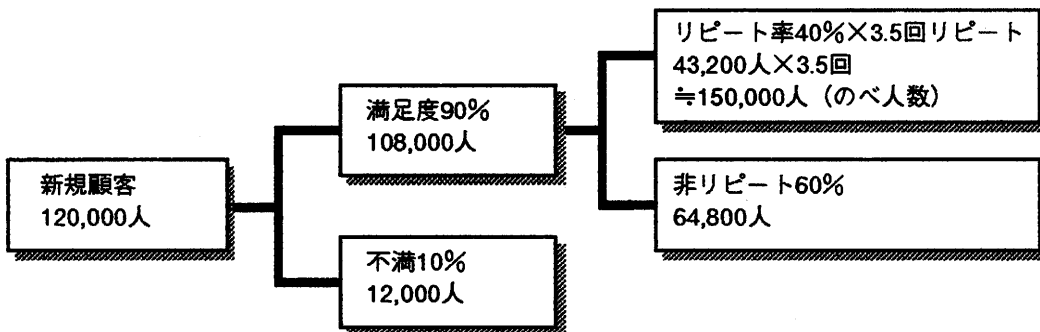 新規顧客
120,000人
満足度90%
108,000人
不満10%
12,000人
リピート率40%×3.5回リピート
43,200人×3.5回
≒150,000人(のべ人数)
非リピート60%
64,800人